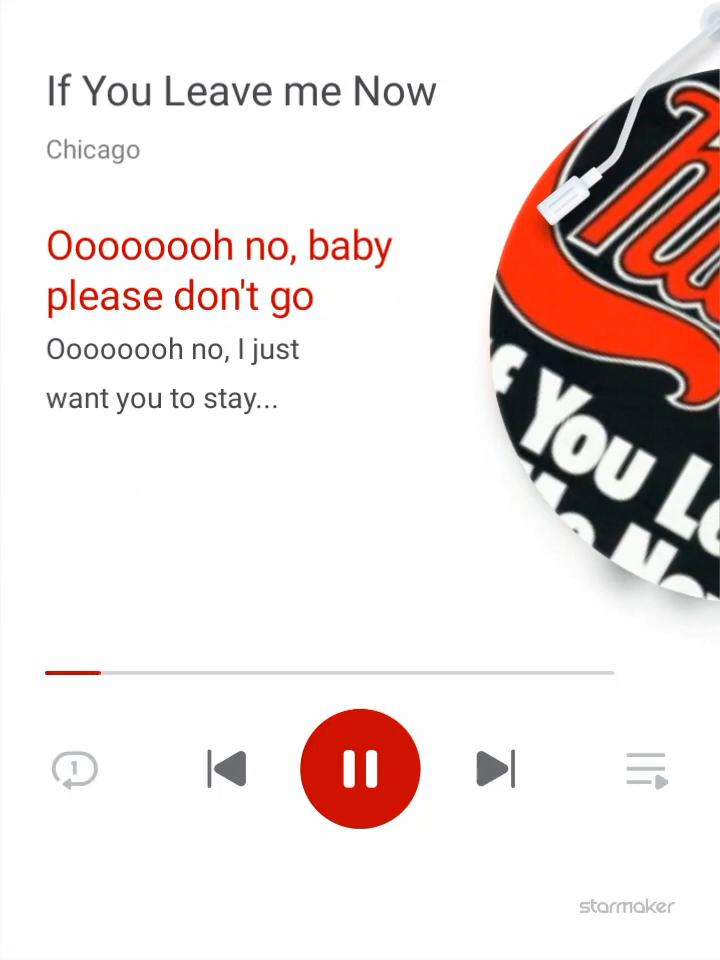 If You Leave me Now
Chicago
Oooooooh no, baby
please don't go
Oooooooh no, I just
want you to stay...
You
1
starmaker